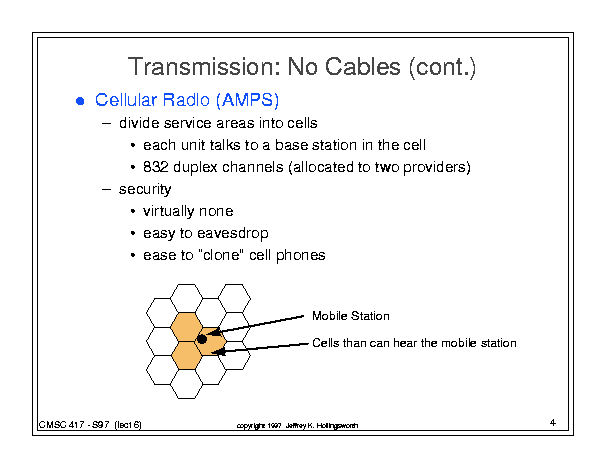 Transmission: No Cables (cont.)
● Cellular Radio (AMPS)
– divide service areas into cells
• each unit talks to a base station in the cell
• 832 duplex channels (allocated to two providers)
– security
• virtually none
• easy to eavesdrop
• ease to "clone" cell phones
Mobile Station
Cells than can hear the mobile station
CMSC 417 - S97 (lect6)
copyright 1997 Jeffrey K. Hollingsworth
4